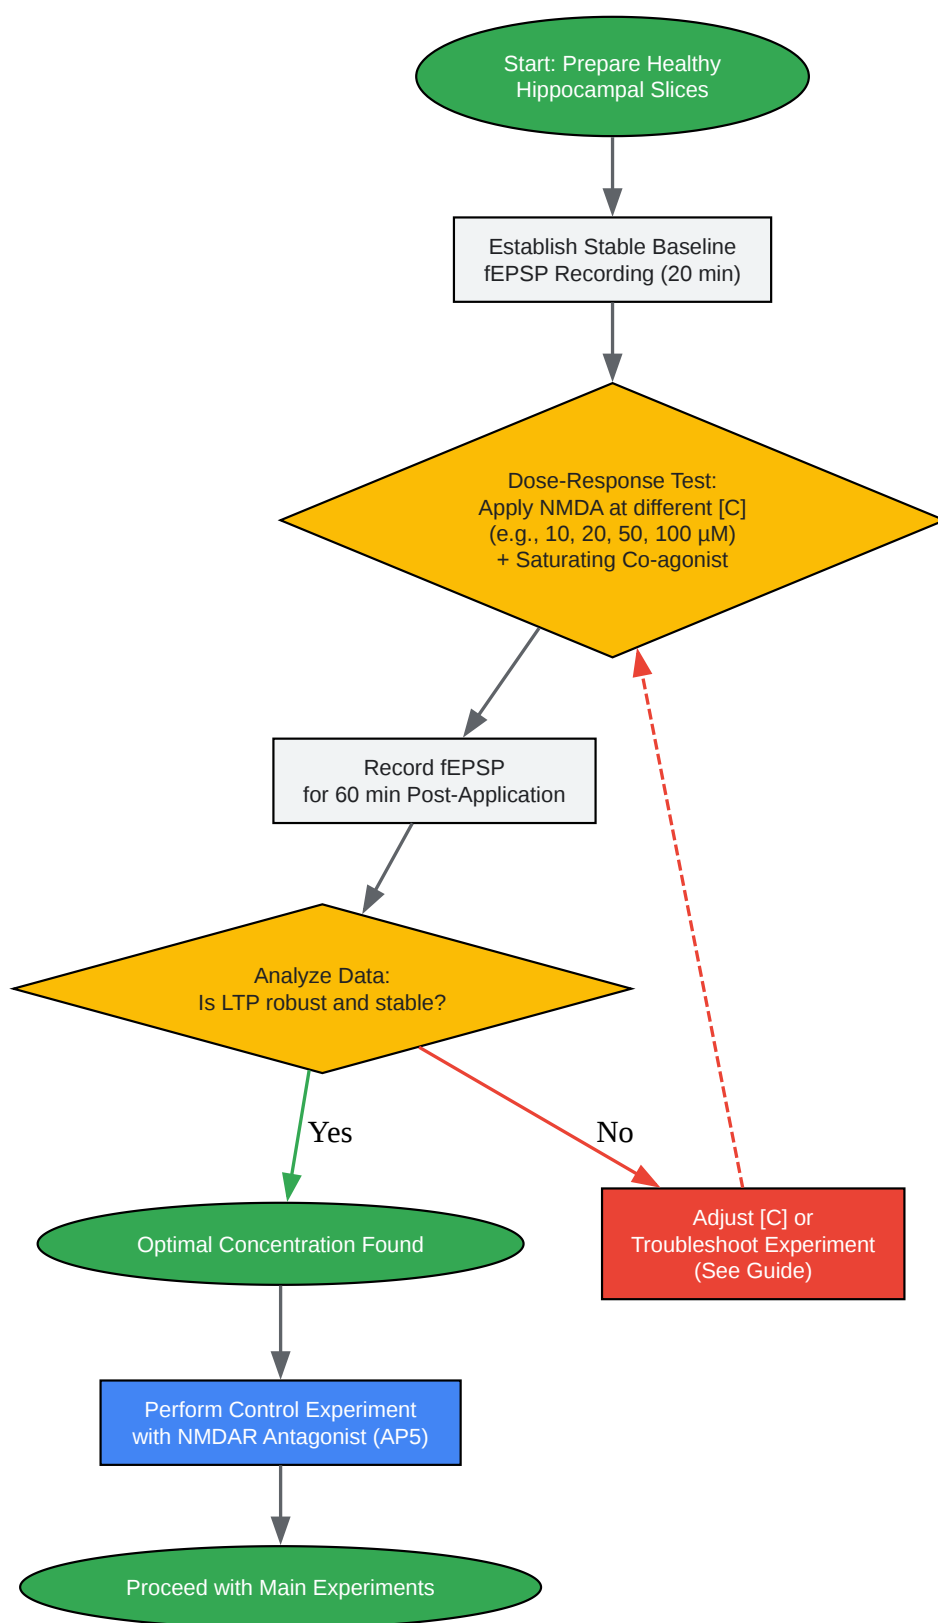 Start: Prepare Healthy
Hippocampal Slices
Establish Stable Baseline
fEPSP Recording (20 min)
Dose-Response Test:
Apply NMDA at different [C]
(e.g., 10, 20, 50, 100 µM)
+ Saturating Co-agonist
Record fEPSP
for 60 min Post-Application
Analyze Data:
Is LTP robust and stable?
Yes
No
Optimal Concentration Found
Adjust [C] or
Troubleshoot Experiment
(See Guide)
Perform Control Experiment
with NMDAR Antagonist (AP5)
Proceed with Main Experiments